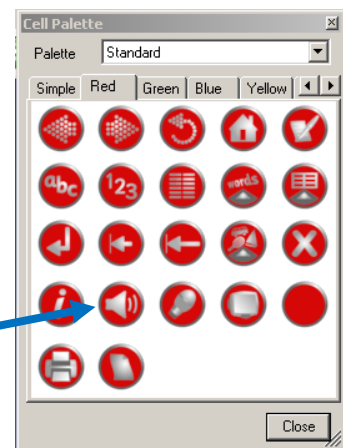 Cell Palette
Palette Standard
Simple Red Green Blue Yellow
abc 123 words
i
Close